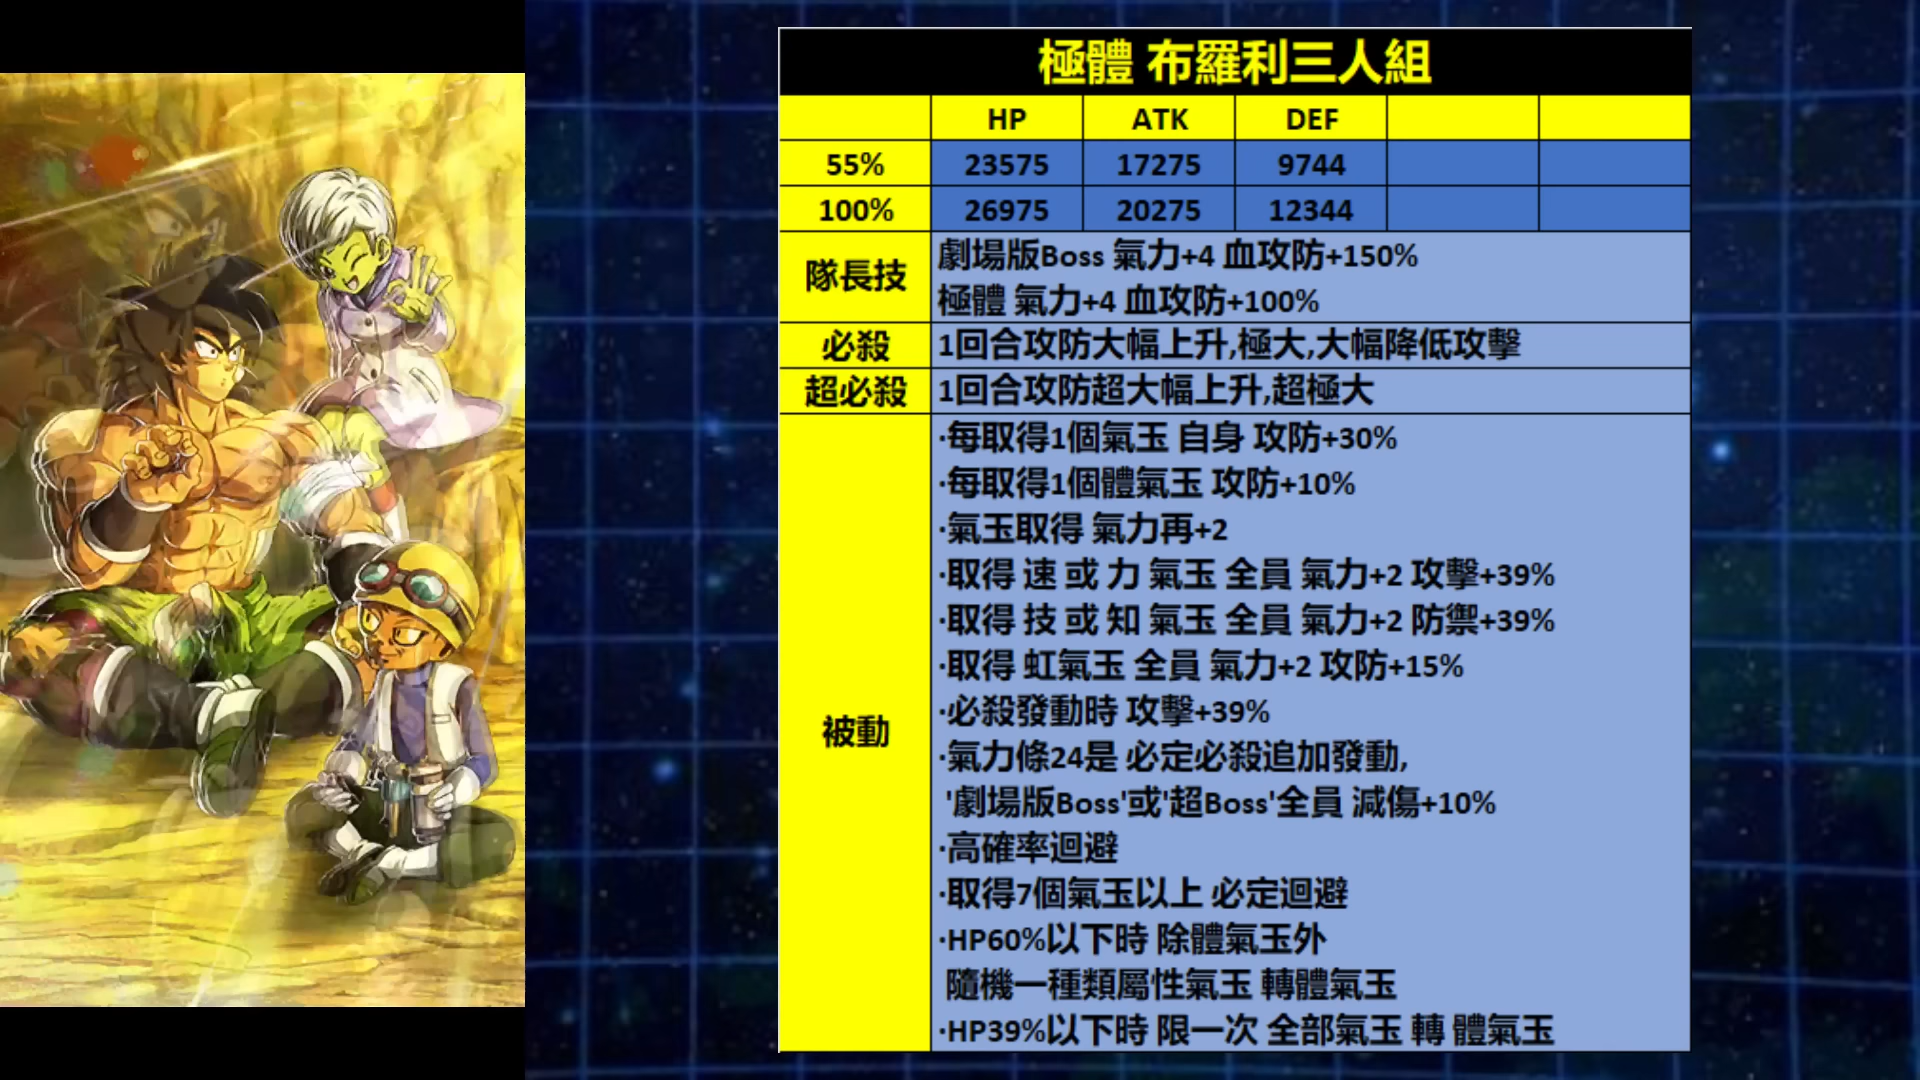 極體 布羅利三人組
HP ATK DEF
55% 23575 17275 9744
100% 26975 20275 12344
隊長技
劇場版Boss 氣力+4 血攻防+150%
極體 氣力+4 血攻防+100%
必殺 1回合攻防大幅上升,極大,大幅降低攻擊
超必殺 1回合攻防超大幅上升,超極大
被動
·每取得1個氣玉 自身 攻防+30%
·每取得1個體氣玉 攻防+10%
·氣玉取得 氣力再+2
·取得 速 或 力 氣玉 全員 氣力+2 攻擊+39%
·取得 技 或 知 氣玉 全員 氣力+2 防禦+39%
·取得 虹氣玉 全員 氣力+2 攻防+15%
·必殺發動時 攻擊+39%
·氣力條24是 必定必殺追加發動,
'劇場版Boss'或'超Boss'全員 減傷+10%
·高確率迴避
·取得7個氣玉以上 必定迴避
·HP60%以下時 除體氣玉外
隨機一種類屬性氣玉 轉體氣玉
·HP39%以下時 限一次 全部氣玉 轉 體氣玉